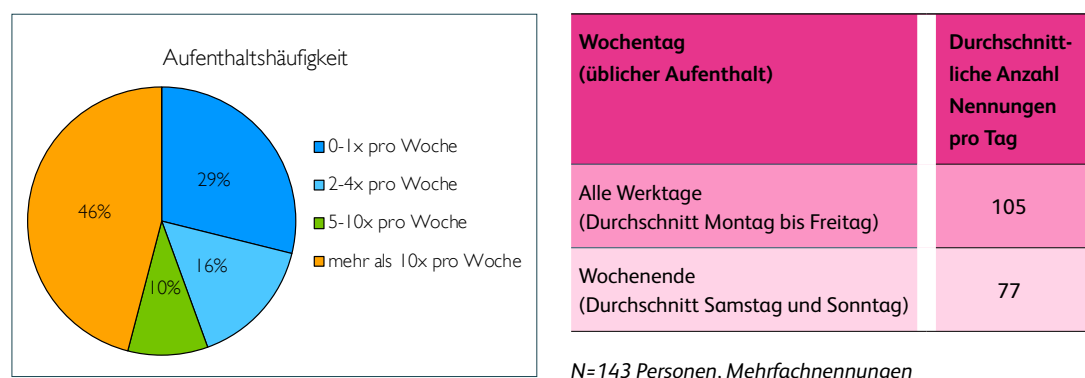 Aufenthaltshäufigkeit
29%
16%
10%
46%
0-1x pro Woche
2-4x pro Woche
5-10x pro Woche
mehr als 10x pro Woche
Wochentag
(üblicher Aufenthalt)
Durchschnitt-
liche Anzahl
Nennungen
pro Tag
Alle Werktage
(Durchschnitt Montag bis Freitag)
105
Wochenende
(Durchschnitt Samstag und Sonntag)
77
N=143 Personen, Mehrfachnennungen